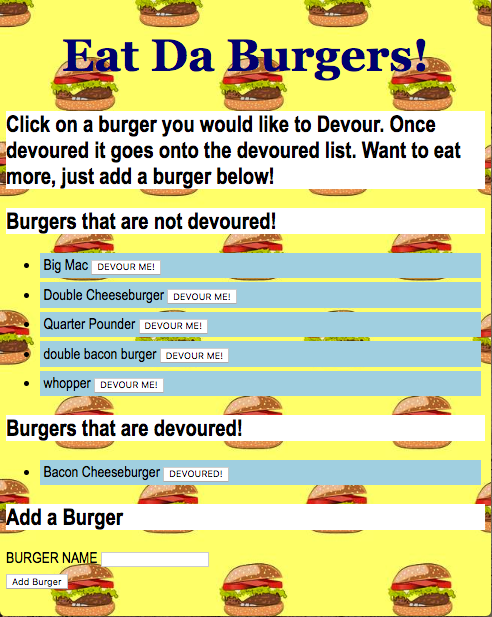 Eat Da Burgers!
Click on a burger you would like to Devour. Once
devoured it goes onto the devoured list. Want to eat
more, just add a burger below!
Burgers that are not devoured!
Big Mac DEVOUR ME!
Double Cheeseburger DEVOUR ME!
Quarter Pounder DEVOUR ME!
double bacon burger DEVOUR ME!
whopper DEVOUR ME!
Burgers that are devoured!
Bacon Cheeseburger DEVOURED!
Add a Burger
BURGER NAME
Add Burger